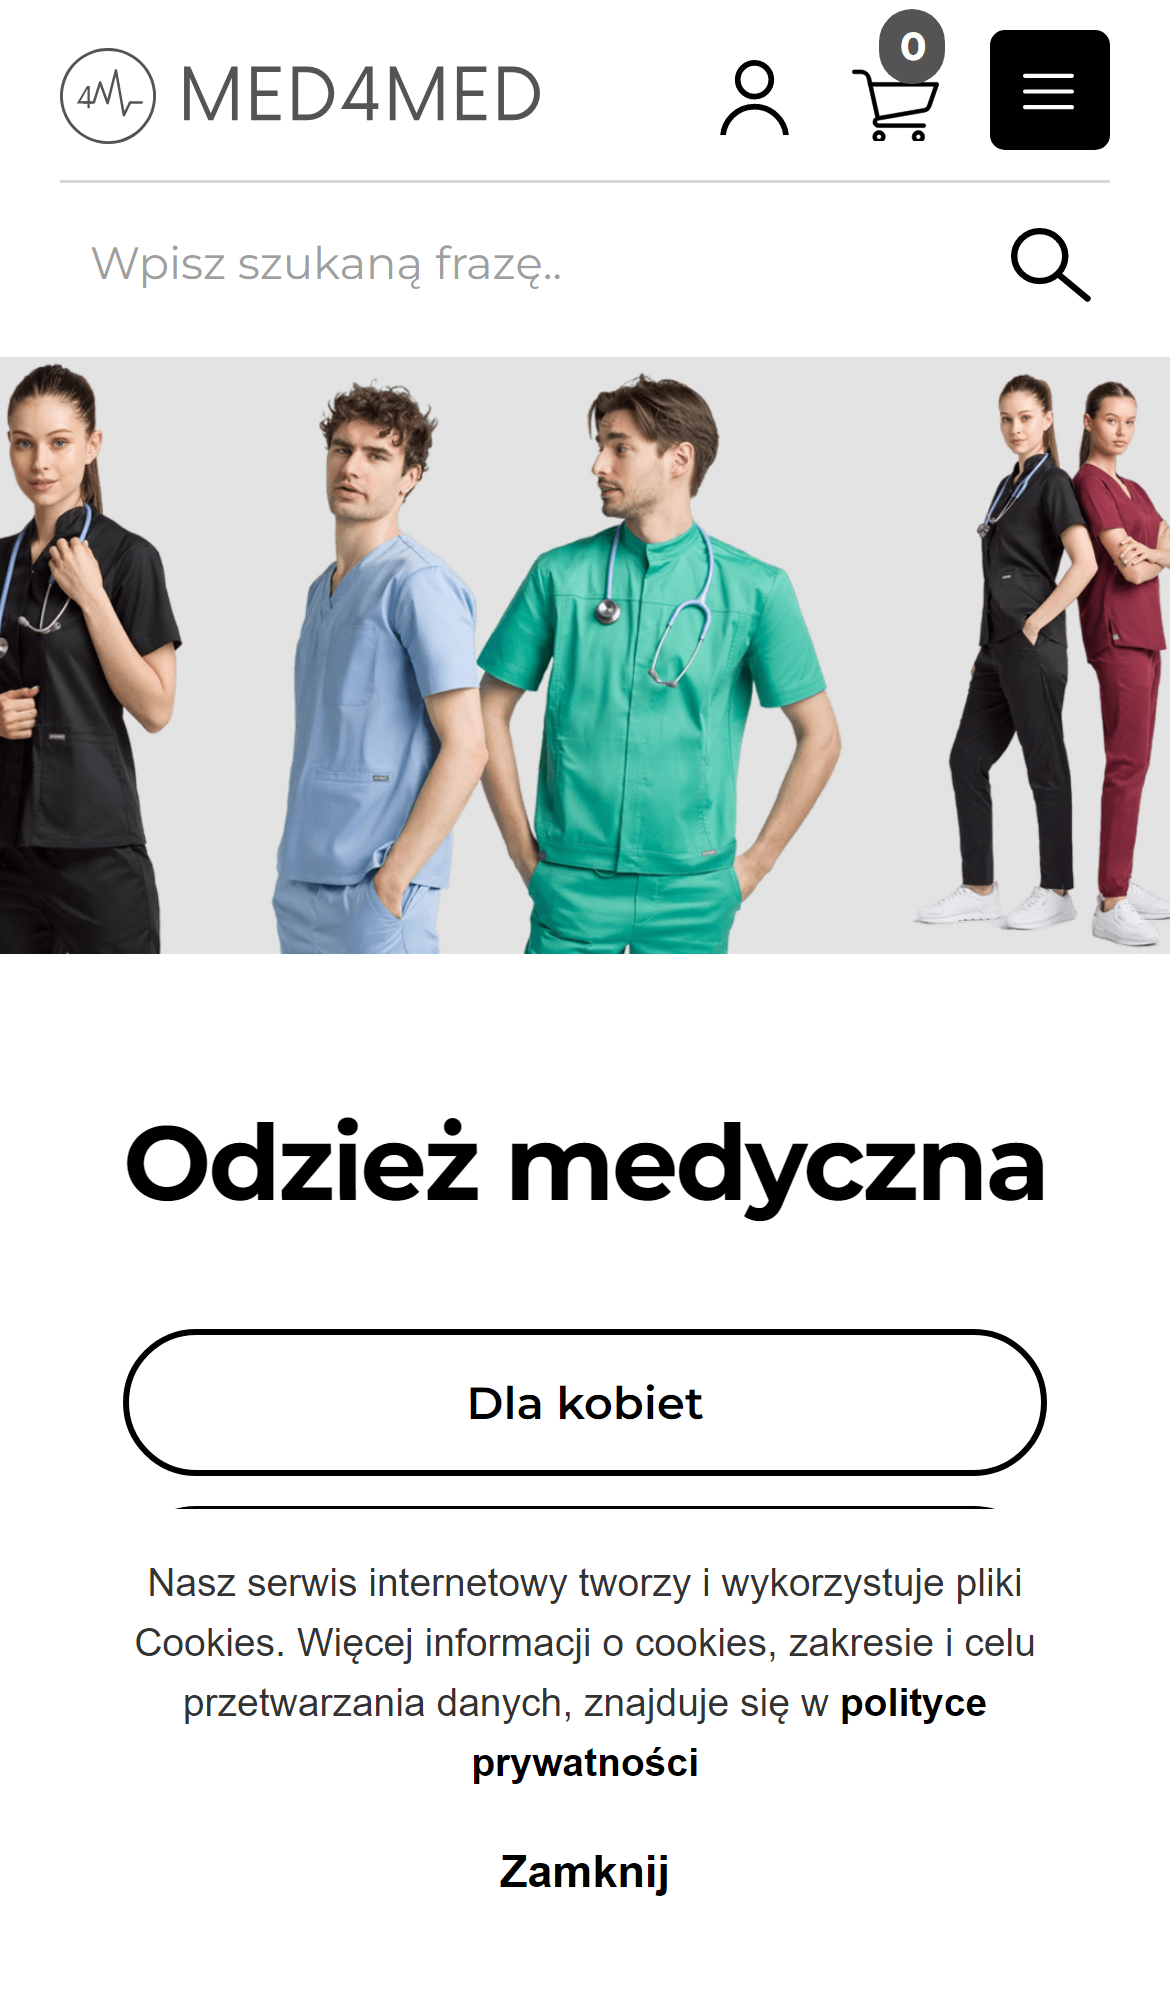 4
MED4MED
0
Wpisz szukaną frazę..
Odzież medyczna
Dla kobiet
Nasz serwis internetowy tworzy i wykorzystuje pliki
Cookies. Więcej informacji o cookies, zakresie i celu
przetwarzania danych, znajduje się w polityce
prywatności
Zamknij